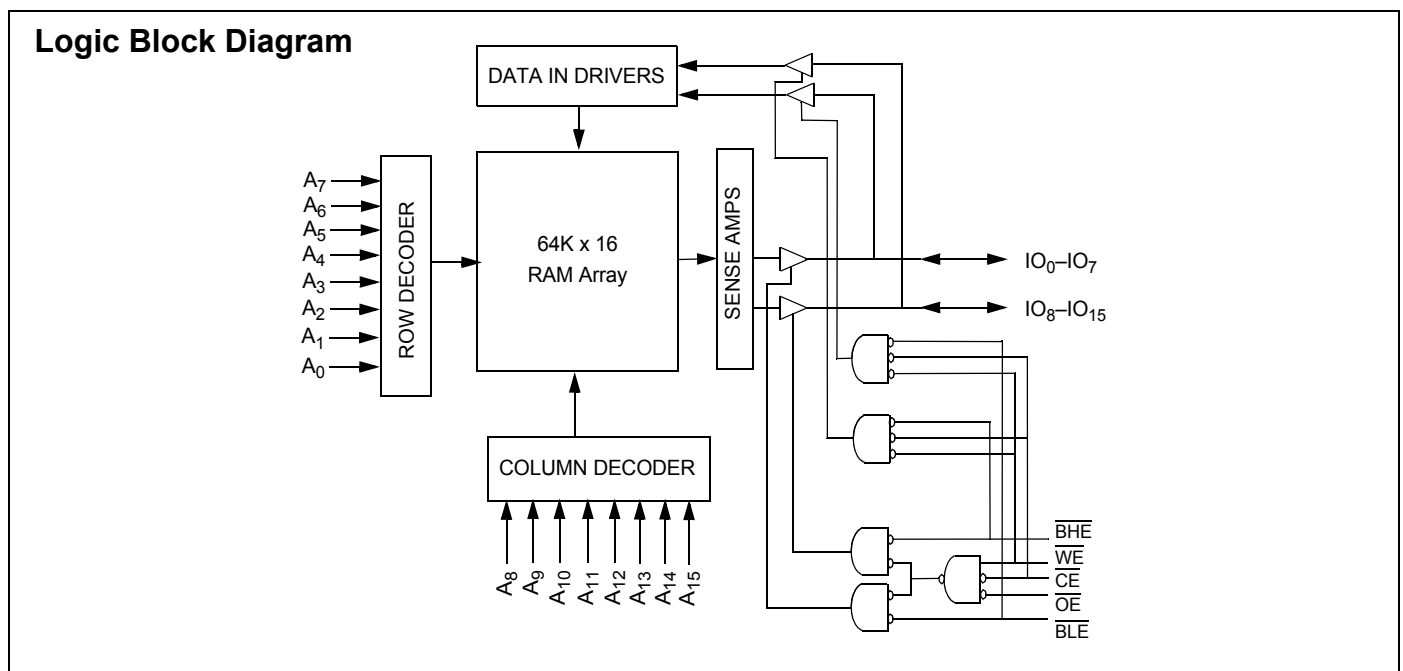 Logic Block Diagram
DATA IN DRIVERS
A7
A6
A5
A4
A3
A2
A1
A0
ROW DECODER
64K x 16
RAM Array
SENSE AMPS
IO0–IO7
IO8–IO15
COLUMN DECODER
A8
A9
A10
A11
A12
A13
A14
A15
BHE
WE
CE
OE
BLE